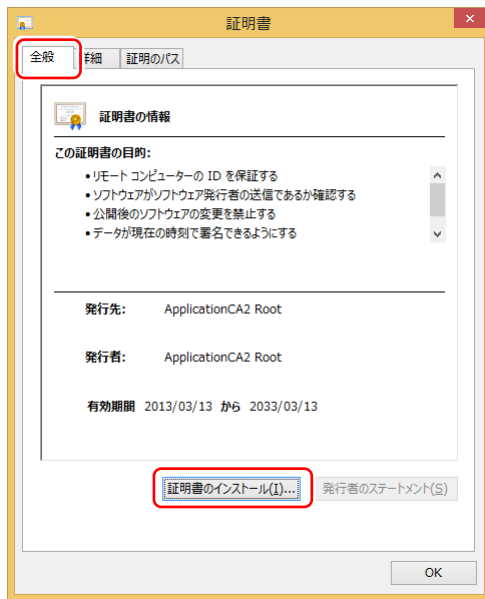 証明書
全般 詳細 証明のパス
証明書の情報
この証明書の目的:
• リモート コンピューターの ID を保証する
• ソフトウェアがソフトウェア発行者の送信であるか確認する
• 公開後のソフトウェアの変更を禁止する
• データが現在の時刻で署名できるようにする
発行先: ApplicationCA2 Root
発行者: ApplicationCA2 Root
有効期間 2013/03/13 から 2033/03/13
証明書のインストール(I)... 発行者のステートメント(S)
OK